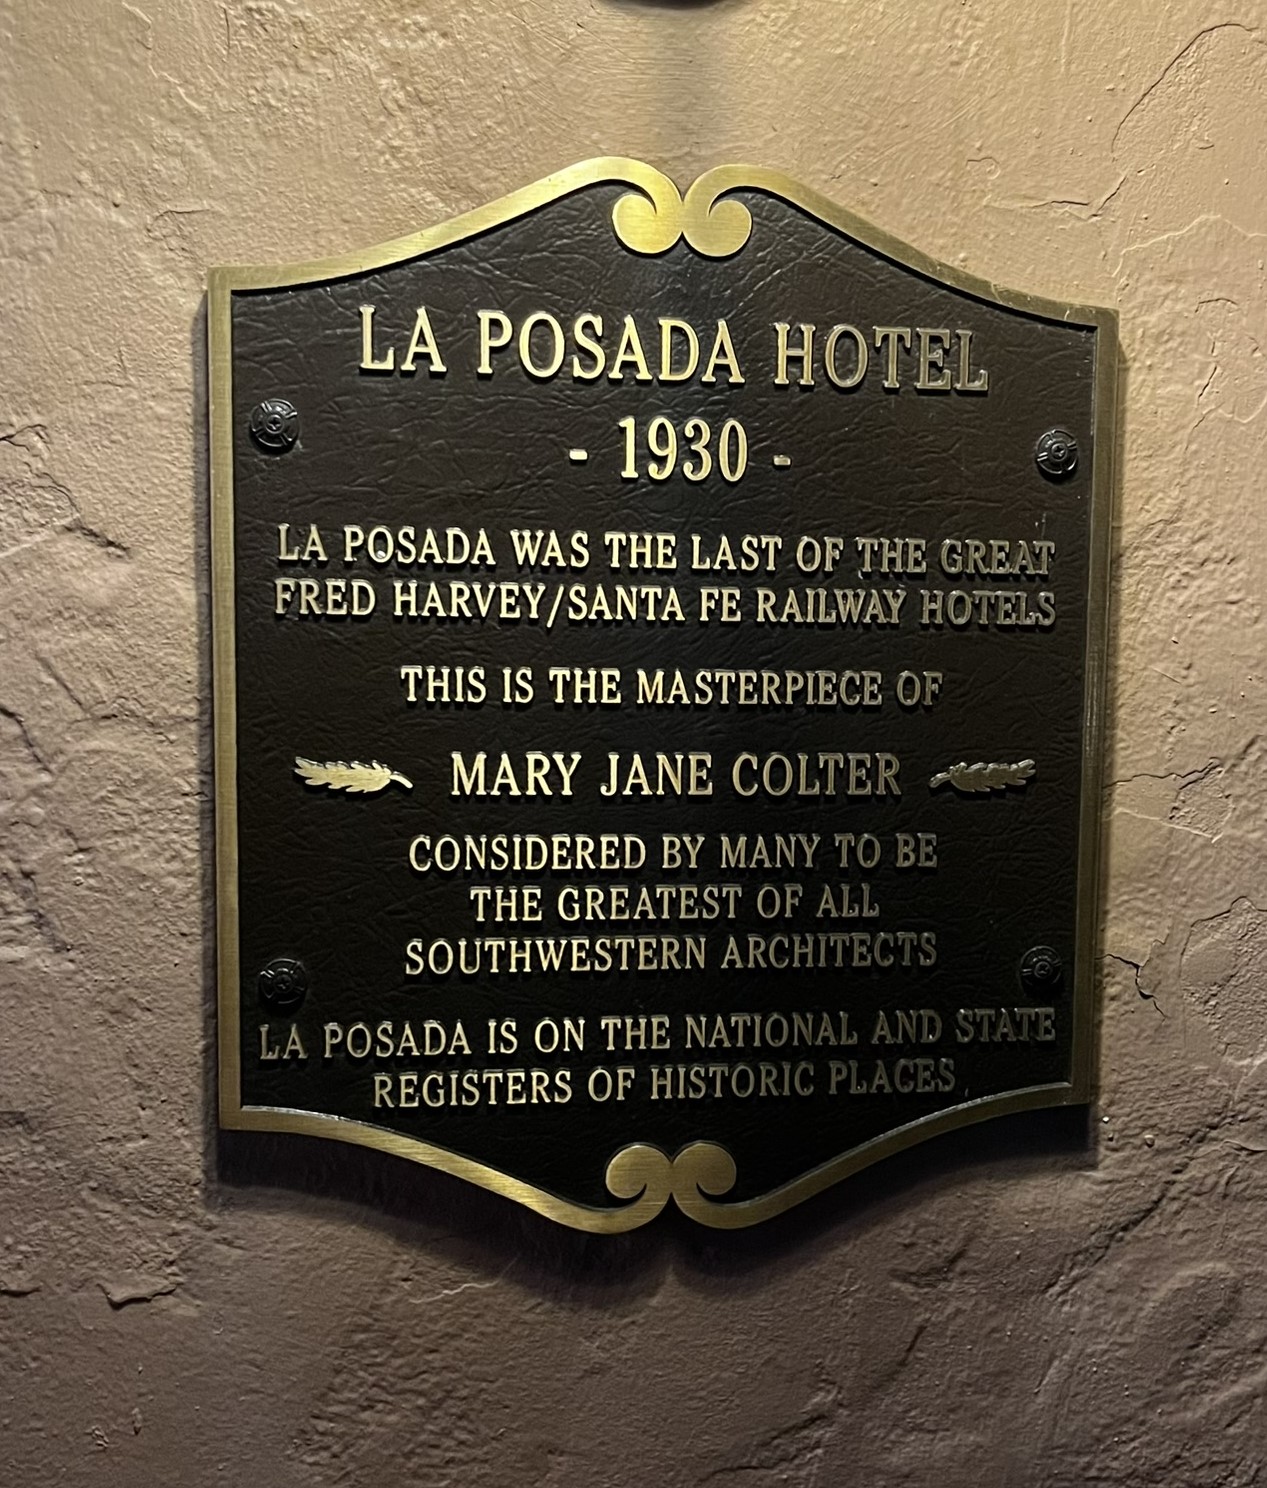 LA POSADA HOTEL
- 1930 -
LA POSADA WAS THE LAST OF THE GREAT
FRED HARVEY/SANTA FE RAILWAY HOTELS
THIS IS THE MASTERPIECE OF
MARY JANE COLTER
CONSIDERED BY MANY TO BE
THE GREATEST OF ALL
SOUTHWESTERN ARCHITECTS
LA POSADA IS ON THE NATIONAL AND STATE
REGISTERS OF HISTORIC PLACES